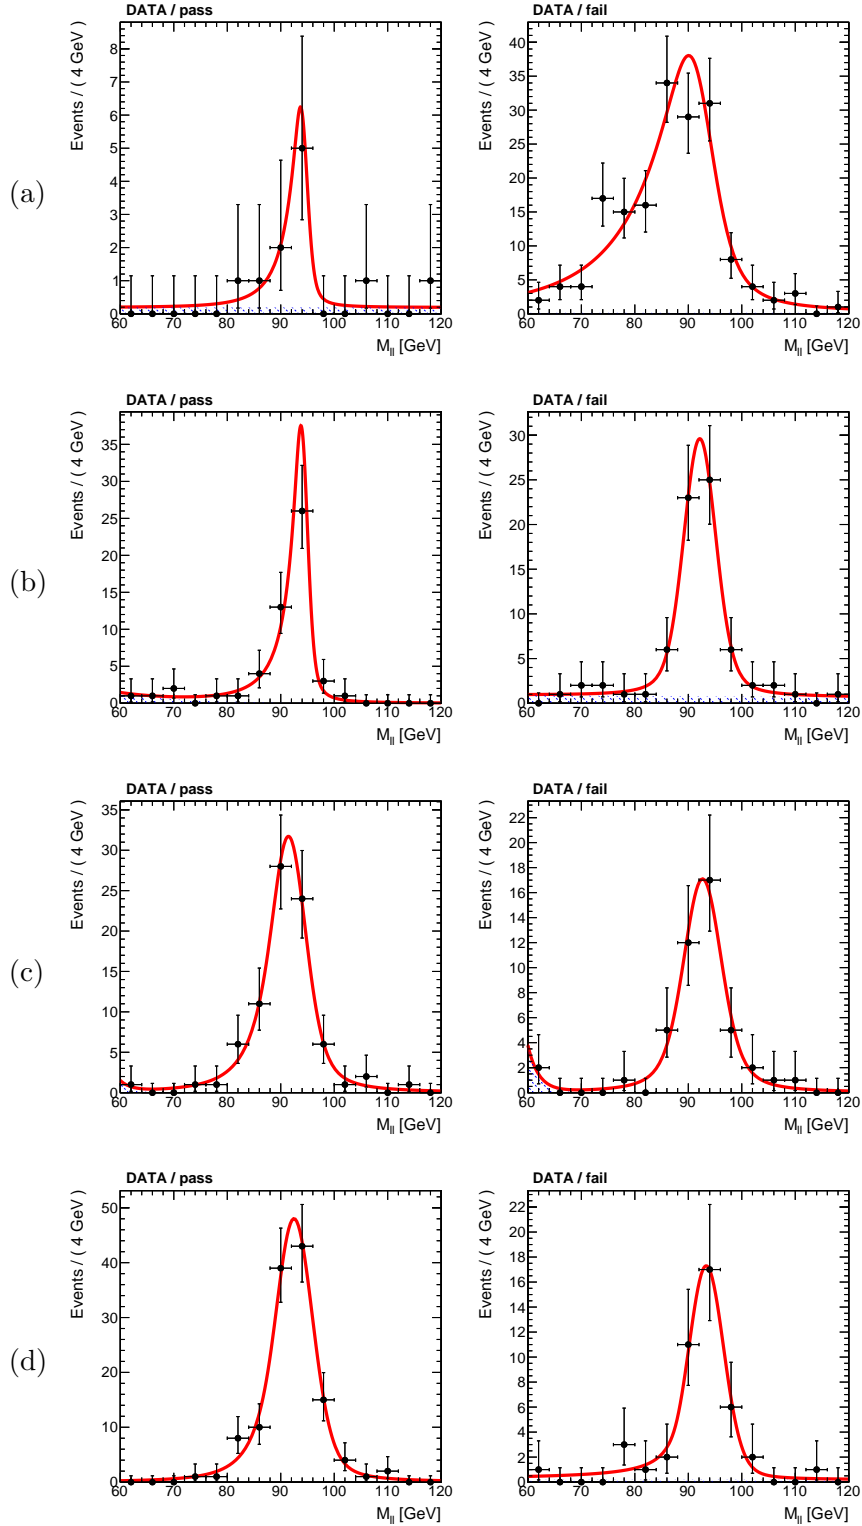 DATA / pass
Events / ( 4 GeV )
8
7
6
5
4
3
2
1
0
60 70 80 90 100 110 120
M_ll [GeV]
DATA / fail
Events / ( 4 GeV )
40
35
30
25
20
15
10
5
0
60 70 80 90 100 110 120
M_ll [GeV]
(a)
DATA / pass
Events / ( 4 GeV )
35
30
25
20
15
10
5
0
60 70 80 90 100 110 120
M_ll [GeV]
DATA / fail
Events / ( 4 GeV )
30
25
20
15
10
5
0
60 70 80 90 100 110 120
M_ll [GeV]
(b)
DATA / pass
Events / ( 4 GeV )
35
30
25
20
15
10
5
0
60 70 80 90 100 110 120
M_ll [GeV]
DATA / fail
Events / ( 4 GeV )
22
20
18
16
14
12
10
8
6
4
2
0
60 70 80 90 100 110 120
M_ll [GeV]
(c)
DATA / pass
Events / ( 4 GeV )
50
40
30
20
10
0
60 70 80 90 100 110 120
M_ll [GeV]
DATA / fail
Events / ( 4 GeV )
22
20
18
16
14
12
10
8
6
4
2
0
60 70 80 90 100 110 120
M_ll [GeV]
(d)